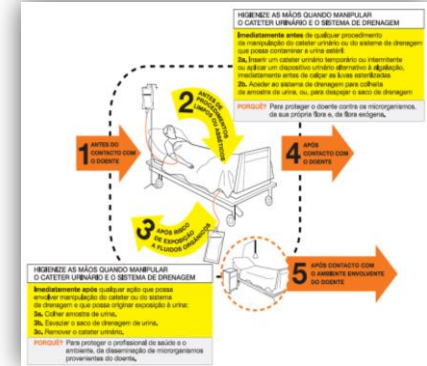 HIGIENIZE AS MÃOS QUANDO MANIPULAR
O CATETER URINÁRIO E O SISTEMA DE DRENAGEM
Imediatamente antes de qualquer procedimento
de manipulação do cateter urinário ou do sistema de drenagem
que possa contaminar a urina estéril:
2a. Inserir um cateter urinário temporário ou intermitente
ou aplicar um dispositivo urinário alternativo à algaliação,
imediatamente antes de calçar as luvas esterilizadas
2b. Aceder ao sistema de drenagem para colheita
de amostra de urina, ou, para despejar o saco de drenagem
PORQUÊ? Para proteger o doente contra os microrganismos,
da sua própria flora e, da flora exógena.
1 ANTES DO
CONTACTO COM
O DOENTE
2 ANTES DE
PROCEDIMENTOS
LIMPOS OU ASSÉTICOS
3 APÓS RISCO
DE EXPOSIÇÃO
A FLUIDOS ORGÂNICOS
4 APÓS
CONTACTO COM
O DOENTE
5 APÓS CONTACTO COM
O AMBIENTE ENVOLVENTE
DO DOENTE
HIGIENIZE AS MÃOS QUANDO MANIPULAR
O CATETER URINÁRIO E O SISTEMA DE DRENAGEM
Imediatamente após qualquer ação que possa
envolver manipulação do cateter ou do sistema
de drenagem e que possa originar exposição à urina:
3a. Colher amostra de urina.
3b. Esvaziar o saco de drenagem de urina.
3c. Remover o cateter urinário.
PORQUÊ? Para proteger o profissional de saúde e o
ambiente, da disseminação de microrganismos
provenientes do doente.